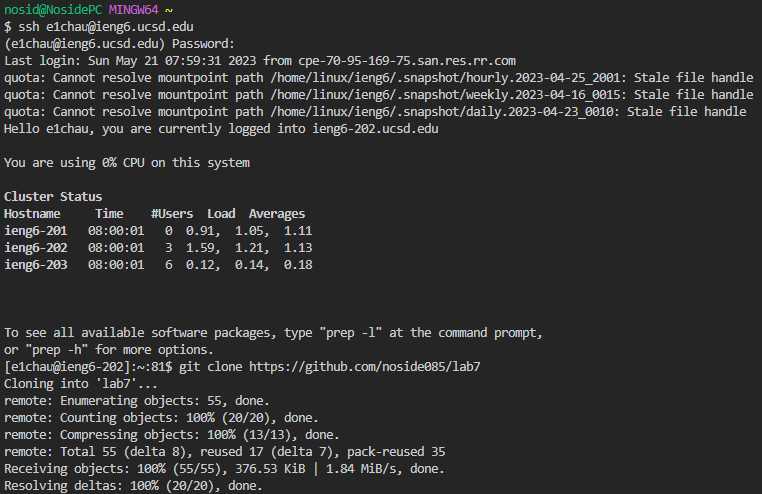 nosid@NosidePC MINGW64 ~
$ ssh e1chau@ieng6.ucsd.edu
(e1chau@ieng6.ucsd.edu) Password:
Last login: Sun May 21 07:59:31 2023 from cpe-70-95-169-75.san.res.rr.com
quota: Cannot resolve mountpoint path /home/linux/ieng6/.snapshot/hourly.2023-04-25_2001: Stale file handle
quota: Cannot resolve mountpoint path /home/linux/ieng6/.snapshot/weekly.2023-04-16_0015: Stale file handle
quota: Cannot resolve mountpoint path /home/linux/ieng6/.snapshot/daily.2023-04-23_0010: Stale file handle
Hello e1chau, you are currently logged into ieng6-202.ucsd.edu
You are using 0% CPU on this system
Cluster Status
Hostname     Time    #Users  Load  Averages
ieng6-201   08:00:01   0  0.91,  1.05,  1.11
ieng6-202   08:00:01   3  1.59,  1.21,  1.13
ieng6-203   08:00:01   6  0.12,  0.14,  0.18
To see all available software packages, type "prep -l" at the command prompt,
or "prep -h" for more options.
[e1chau@ieng6-202]:~:81$ git clone https://github.com/noside085/lab7
Cloning into 'lab7'...
remote: Enumerating objects: 55, done.
remote: Counting objects: 100% (20/20), done.
remote: Compressing objects: 100% (13/13), done.
remote: Total 55 (delta 8), reused 17 (delta 7), pack-reused 35
Receiving objects: 100% (55/55), 376.53 KiB | 1.84 MiB/s, done.
Resolving deltas: 100% (20/20), done.